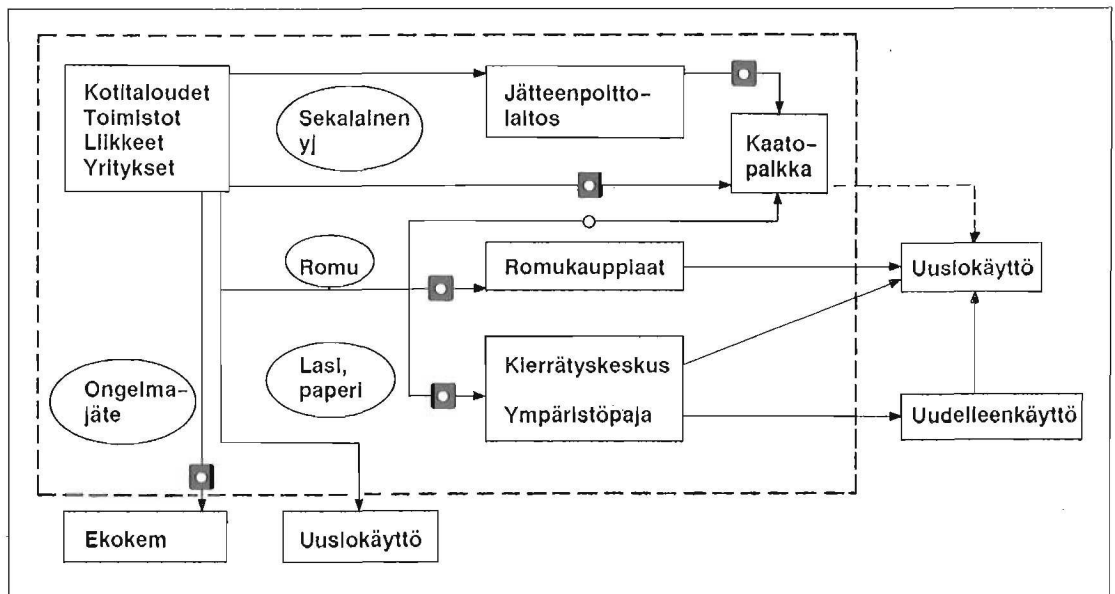 Kotitaloudet
Toimistot
Liikkeet
Yritykset
Sekalainen
yj
Jätteenpoltto-
laitos
Kaato-
paikka
Romu
Romukauppiaat
Uusiokäyttö
Lasi,
paperi
Kierrätyskeskus
Ympäristöpaja
Ongelma-
jäte
Uudelleenkäyttö
Ekokem
Uusiokäyttö